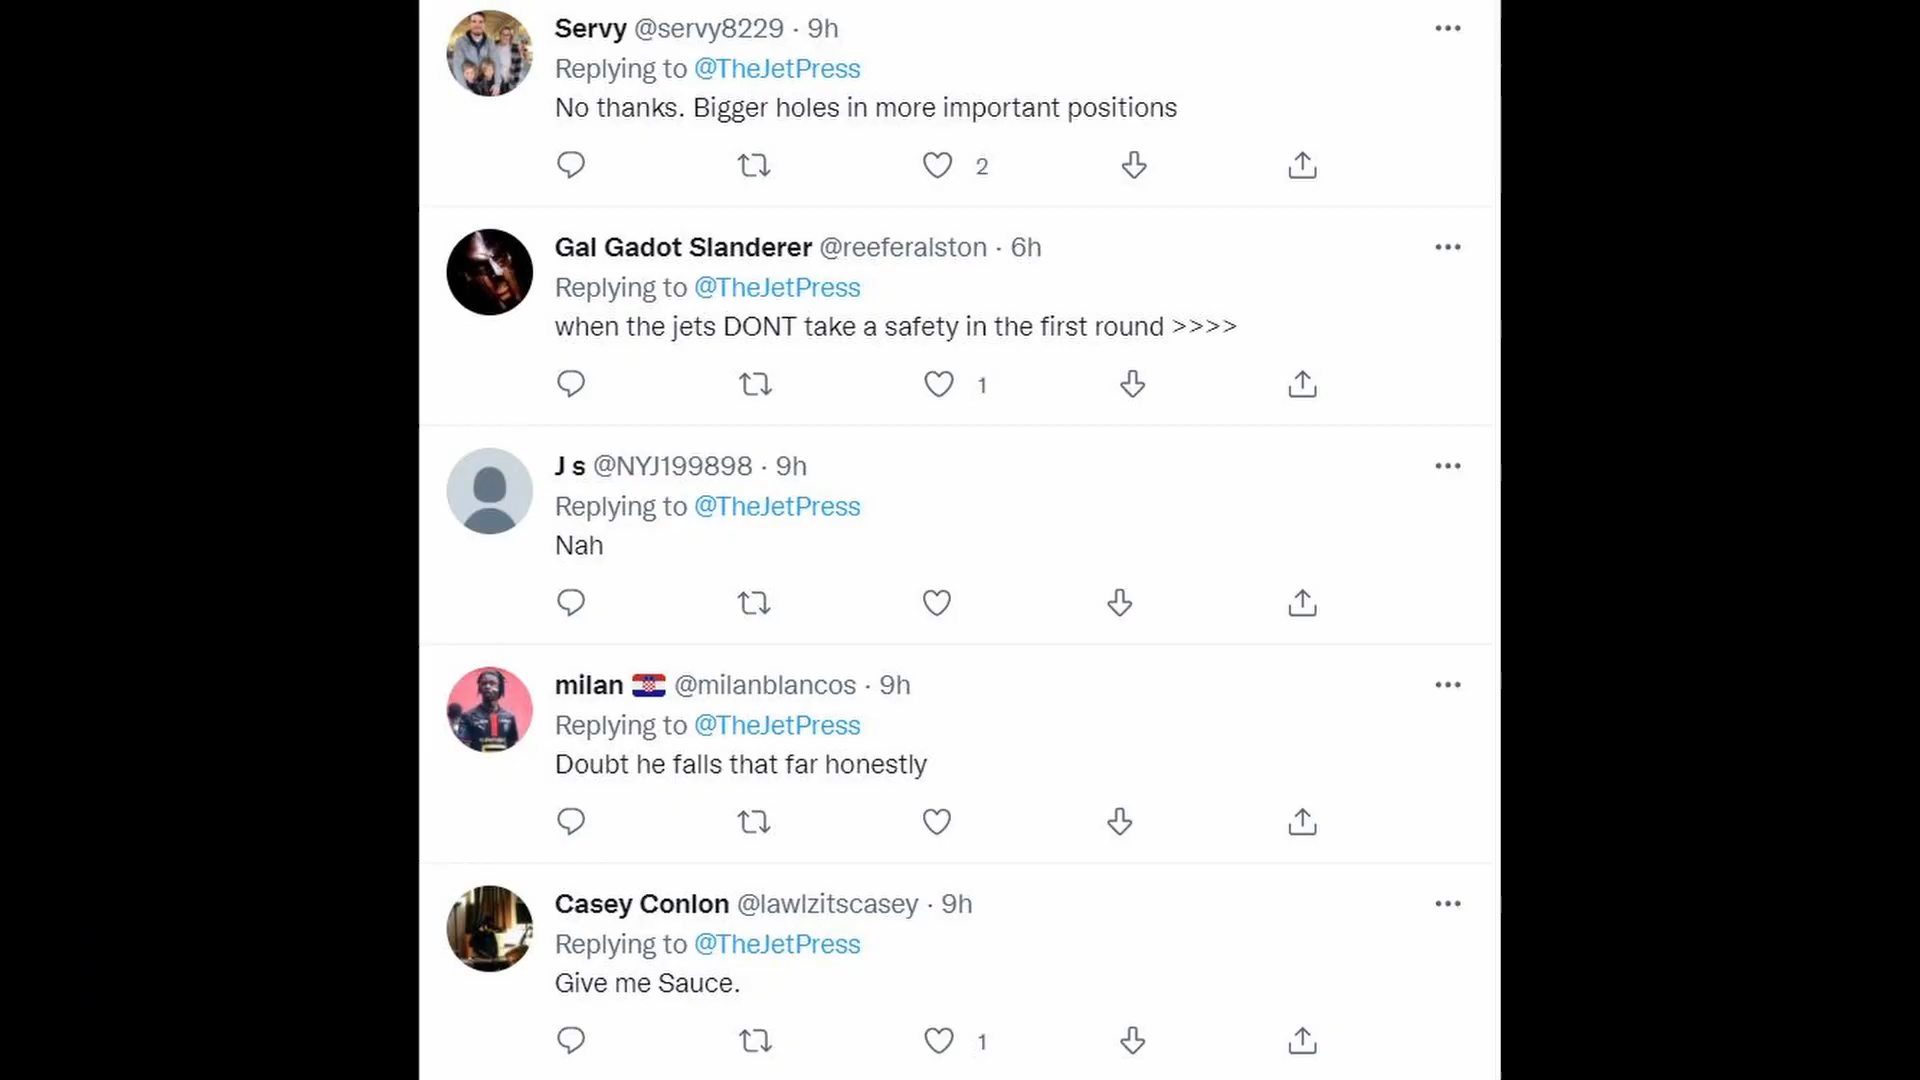 Servy @servy8229 · 9h
Replying to @TheJetPress
No thanks. Bigger holes in more important positions
2
Gal Gadot Slanderer @reeferalston · 6h
Replying to @TheJetPress
when the jets DONT take a safety in the first round >>>>
1
J s @NYJ199898 · 9h
Replying to @TheJetPress
Nah
milan 🇭🇷 @milanblancos · 9h
Replying to @TheJetPress
Doubt he falls that far honestly
Casey Conlon @lawlzitscasey · 9h
Replying to @TheJetPress
Give me Sauce.
1